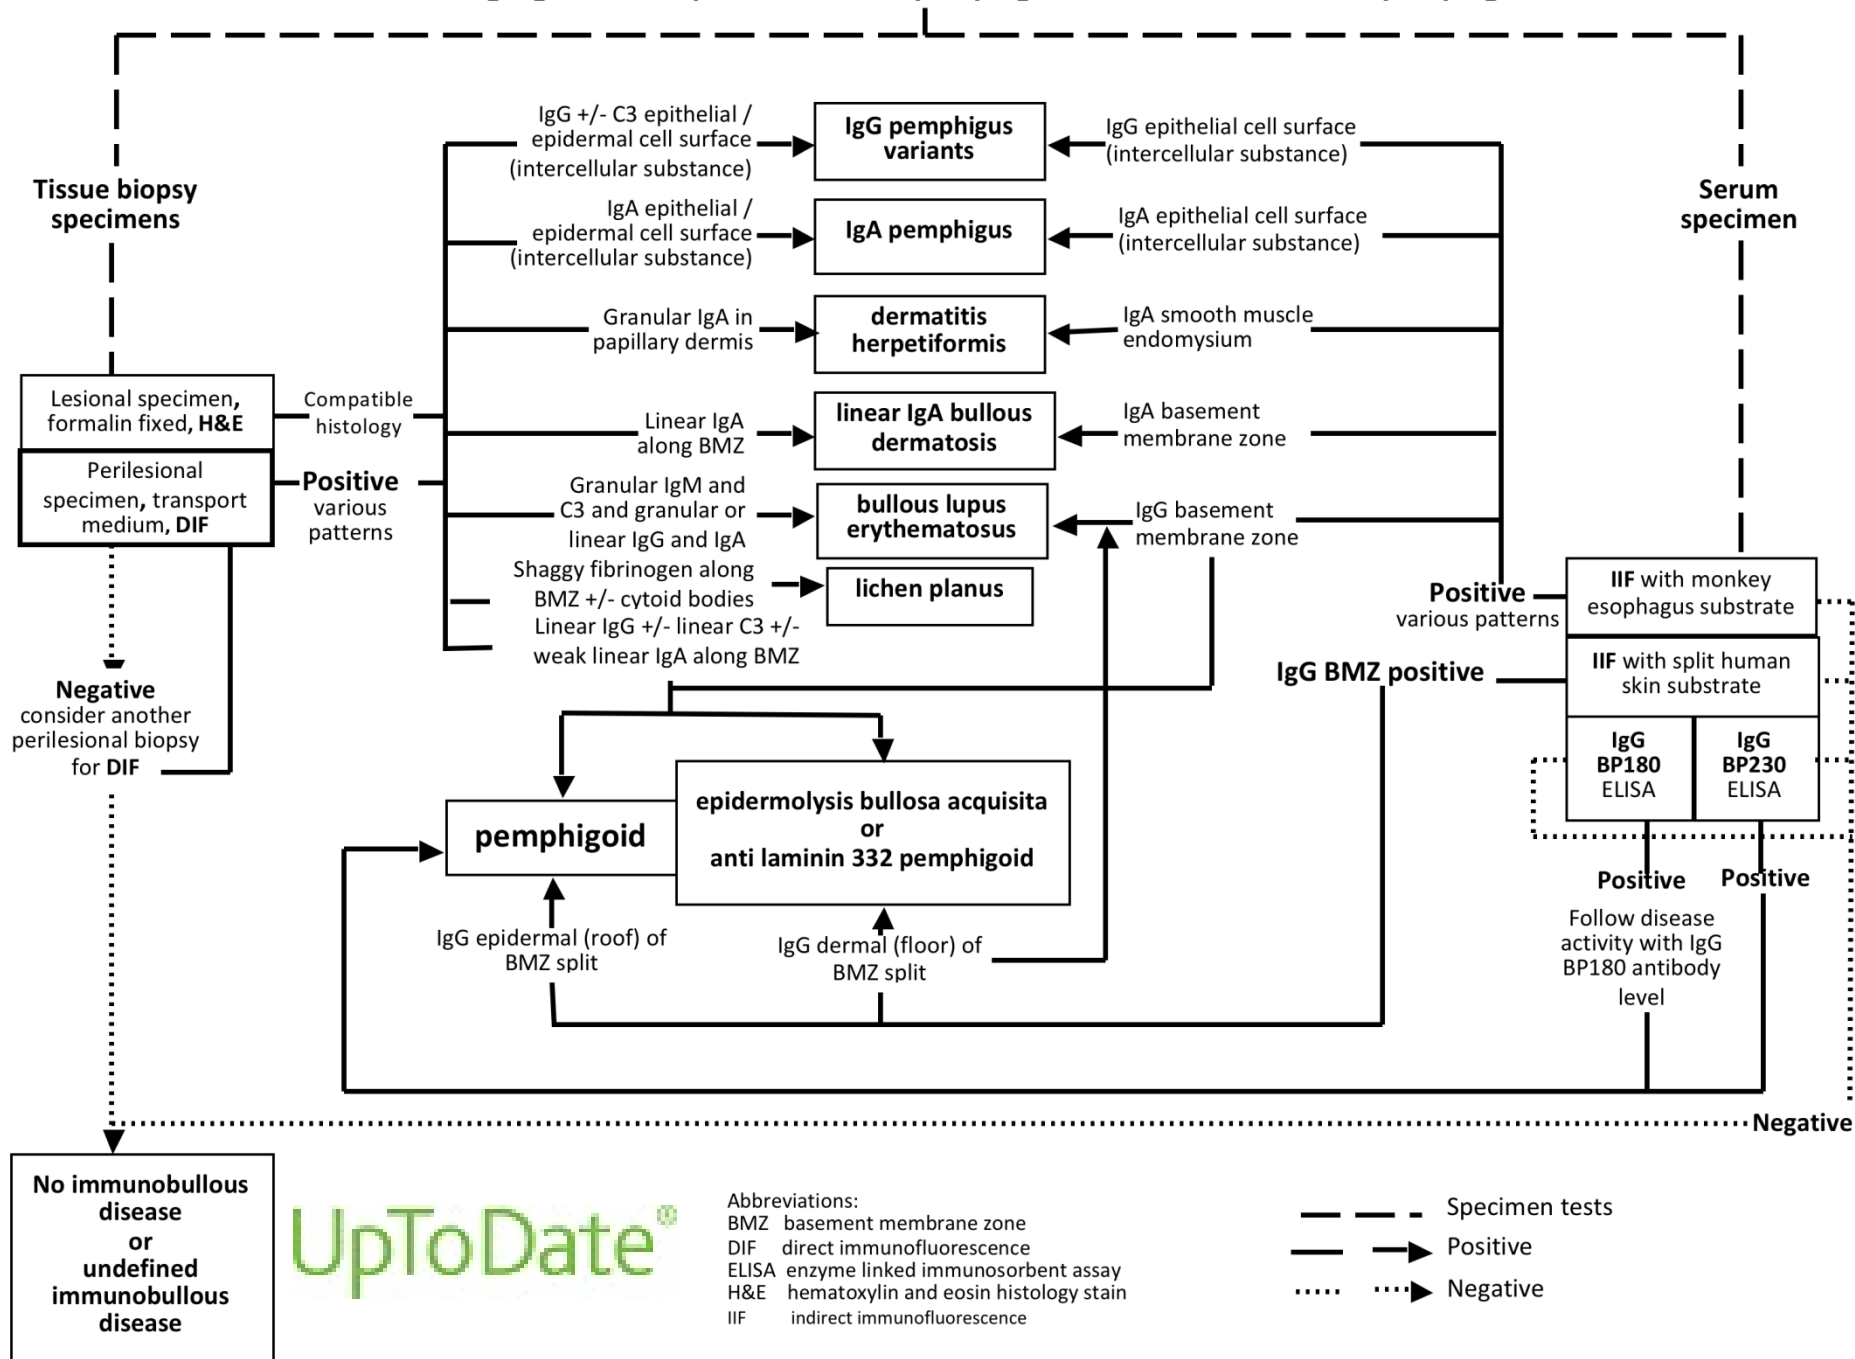 Tissue biopsy
specimens
Serum
specimen
IgG +/- C3 epithelial /
epidermal cell surface
(intercellular substance)
IgG pemphigus
variants
IgG epithelial cell surface
(intercellular substance)
IgA epithelial /
epidermal cell surface
(intercellular substance)
IgA pemphigus
IgA epithelial cell surface
(intercellular substance)
Granular IgA in
papillary dermis
dermatitis
herpetiformis
IgA smooth muscle
endomysium
Lesional specimen,
formalin fixed, H&E
Compatible
histology
Linear IgA
along BMZ
linear IgA bullous
dermatosis
IgA basement
membrane zone
Perilesional
specimen, transport
medium, DIF
Positive
various
patterns
Granular IgM and
C3 and granular or
linear IgG and IgA
bullous lupus
erythematosus
IgG basement
membrane zone
Shaggy fibrinogen along
BMZ +/- cytoid bodies
lichen planus
Linear IgG +/- linear C3 +/-
weak linear IgA along BMZ
Positive
various patterns
IIF with monkey
esophagus substrate
IgG BMZ positive
IIF with split human
skin substrate
IgG
BP180
ELISA
IgG
BP230
ELISA
Negative
consider another
perilesional biopsy
for DIF
pemphigoid
epidermolysis bullosa acquisita
or
anti laminin 332 pemphigoid
Positive
Positive
Follow disease
activity with IgG
BP180 antibody
level
IgG epidermal (roof) of
BMZ split
IgG dermal (floor) of
BMZ split
Negative
No immunobullous
disease
or
undefined
immunobullous
disease
UpToDate®
Abbreviations:
BMZ basement membrane zone
DIF direct immunofluorescence
ELISA enzyme linked immunosorbent assay
H&E hematoxylin and eosin histology stain
IIF indirect immunofluorescence
Specimen tests
Positive
Negative